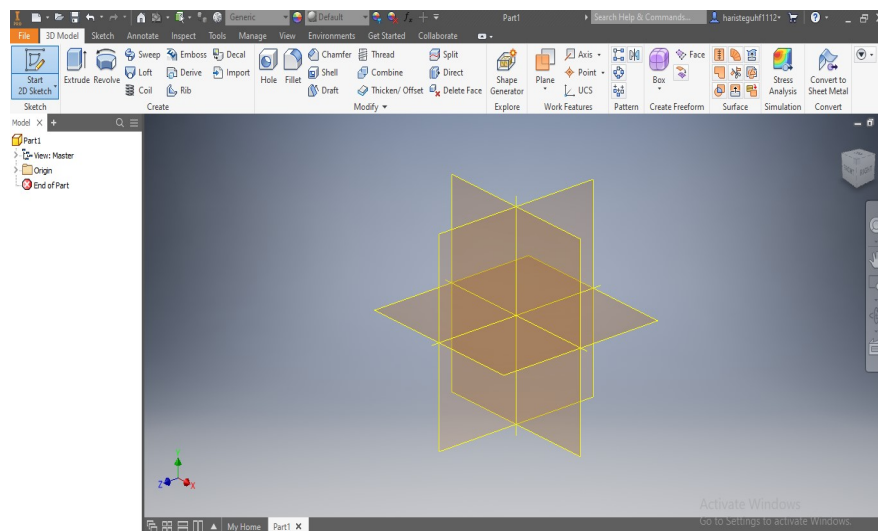 PRO Generic Default Part1 Search Help & Commands... haristeguhf1112
File 3D Model Sketch Annotate Inspect Tools Manage View Environments Get Started Collaborate
Start 2D Sketch Extrude Revolve Sweep Emboss Decal Loft Derive Import Coil Rib Hole Fillet Chamfer Thread Split Shell Combine Direct Draft Thicken/ Offset Delete Face Shape Generator Plane Axis Point UCS Box Face Stress Analysis Convert to Sheet Metal
Sketch Create Modify Explore Work Features Pattern Create Freeform Surface Simulation Convert
Model × +
Part1
View: Master
Origin
End of Part
Y
Z X
Activate Windows
Go to Settings to activate Windows.
My Home Part1 X